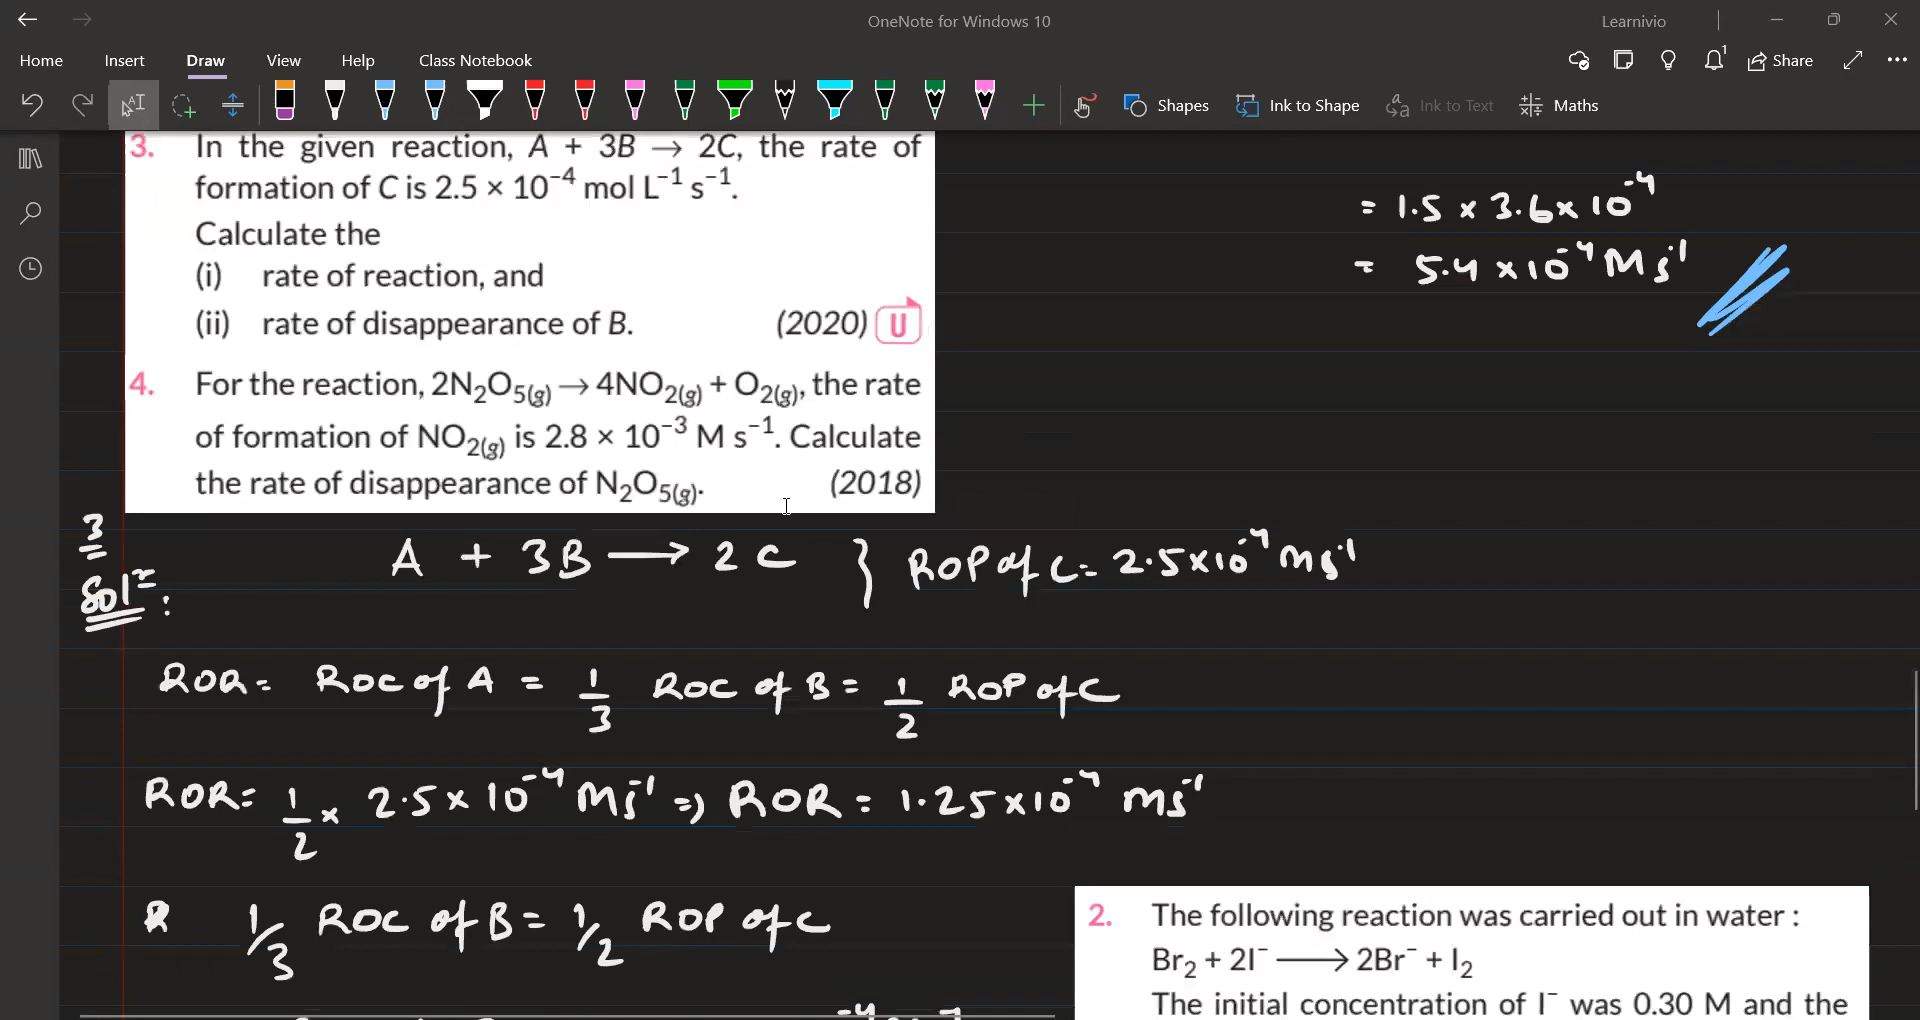 OneNote for Windows 10
Learnivio
Home Insert Draw View Help Class Notebook
1 Share
Shapes Ink to Shape Ink to Text Maths
3. In the given reaction, A + 3B → 2C, the rate of
formation of C is 2.5 × 10⁻⁴ mol L⁻¹ s⁻¹.
Calculate the
(i) rate of reaction, and
(ii) rate of disappearance of B. (2020) U
4. For the reaction, 2N₂O₅(g) → 4NO₂(g) + O₂(g), the rate
of formation of NO₂(g) is 2.8 × 10⁻³ M s⁻¹. Calculate
the rate of disappearance of N₂O₅(g). (2018)
= 1.5 × 3.6 × 10⁻⁴
= 5.4 × 10⁻⁴ M s⁻¹
3
Solⁿ:
A + 3B ⟶ 2C } ROP of C = 2.5 × 10⁻⁴ M s⁻¹
ROR = ROC of A = 1/3 ROC of B = 1/2 ROP of C
ROR = 1/2 × 2.5 × 10⁻⁴ M s⁻¹ ⇒ ROR = 1.25 × 10⁻⁴ M s⁻¹
1/3 ROC of B = 1/2 ROP of C
2. The following reaction was carried out in water :
Br₂ + 2I⁻ ⟶ 2Br⁻ + I₂
The initial concentration of I⁻ was 0.30 M and the